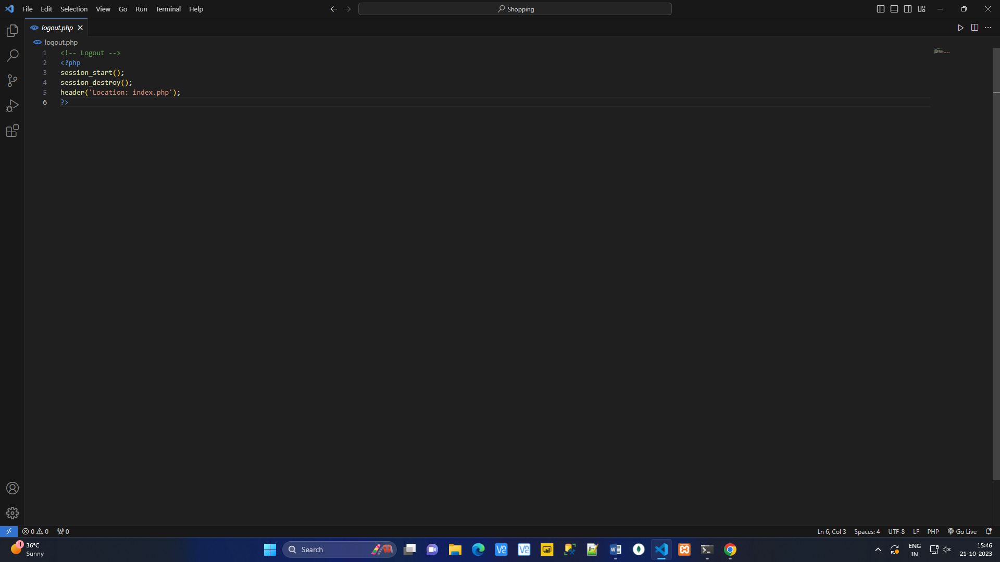 File Edit Selection View Go Run Terminal Help
Shopping
logout.php
logout.php
1 <!-- Logout -->
2 <?php
3 session_start();
4 session_destroy();
5 header('Location: index.php');
6 ?>
0 0 0
Ln 6, Col 3 Spaces: 4 UTF-8 LF PHP Go Live
1
36°C
Sunny
Search
ENG
IN
15:46
21-10-2023